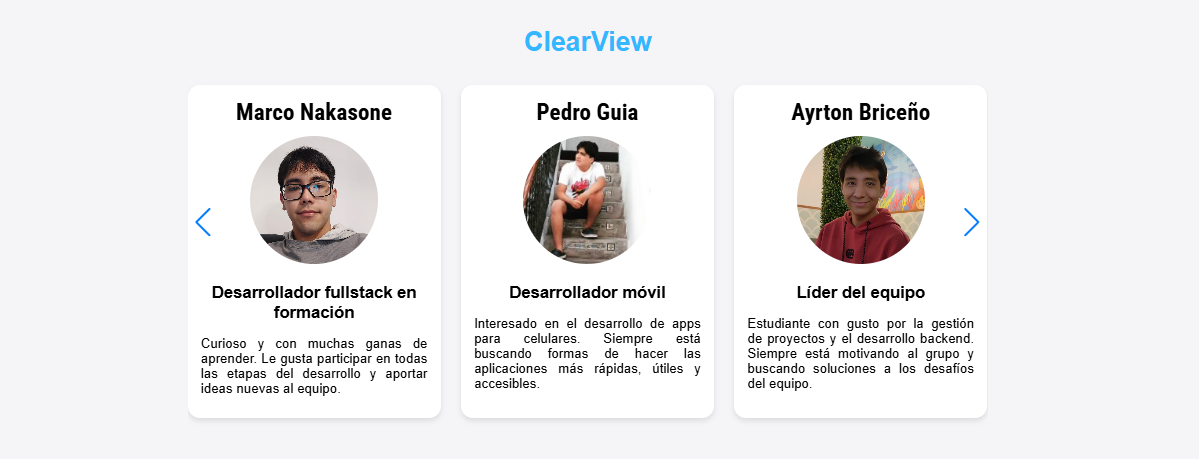 ClearView
Marco Nakasone
Desarrollador fullstack en
formación
Curioso y con muchas ganas de
aprender. Le gusta participar en todas
las etapas del desarrollo y aportar
ideas nuevas al equipo.
Pedro Guia
Desarrollador móvil
Interesado en el desarrollo de apps
para celulares. Siempre está
buscando formas de hacer las
aplicaciones más rápidas, útiles y
accesibles.
Ayrton Briceño
Líder del equipo
Estudiante con gusto por la gestión
de proyectos y el desarrollo backend.
Siempre está motivando al grupo y
buscando soluciones a los desafíos
del equipo.